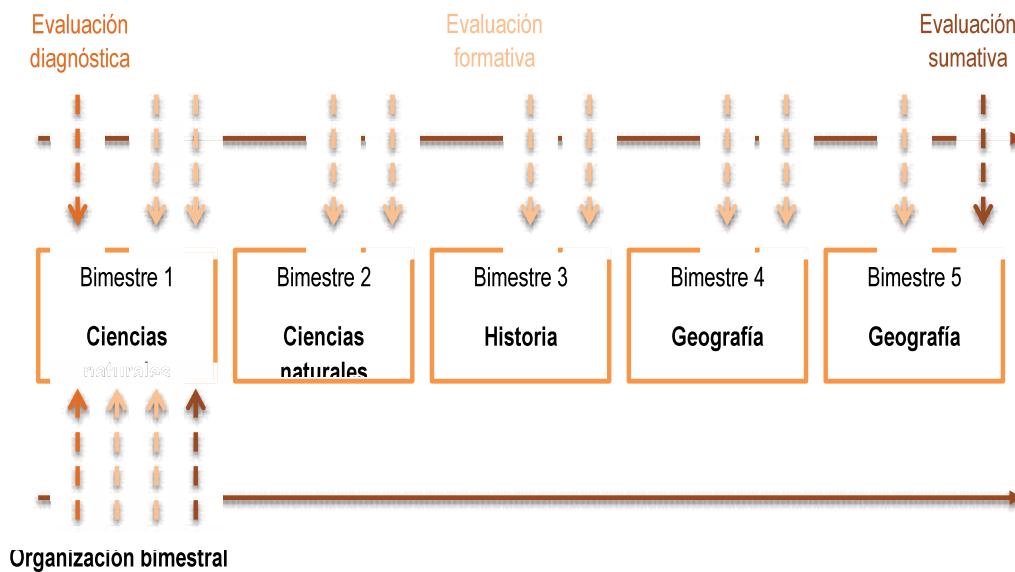 Evaluación
diagnóstica
Evaluación
formativa
Evaluación
sumativa
Bimestre 1
Ciencias
naturales
Bimestre 2
Ciencias
naturales
Bimestre 3
Historia
Bimestre 4
Geografía
Bimestre 5
Geografía
Organización bimestral